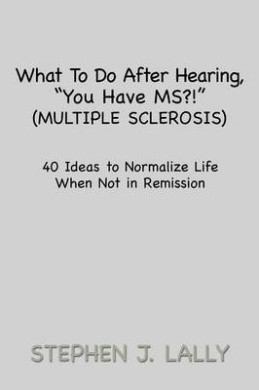 What To Do After Hearing,
"You Have MS?!"
(MULTIPLE SCLEROSIS)
40 Ideas to Normalize Life
When Not in Remission
STEPHEN J. LALLY